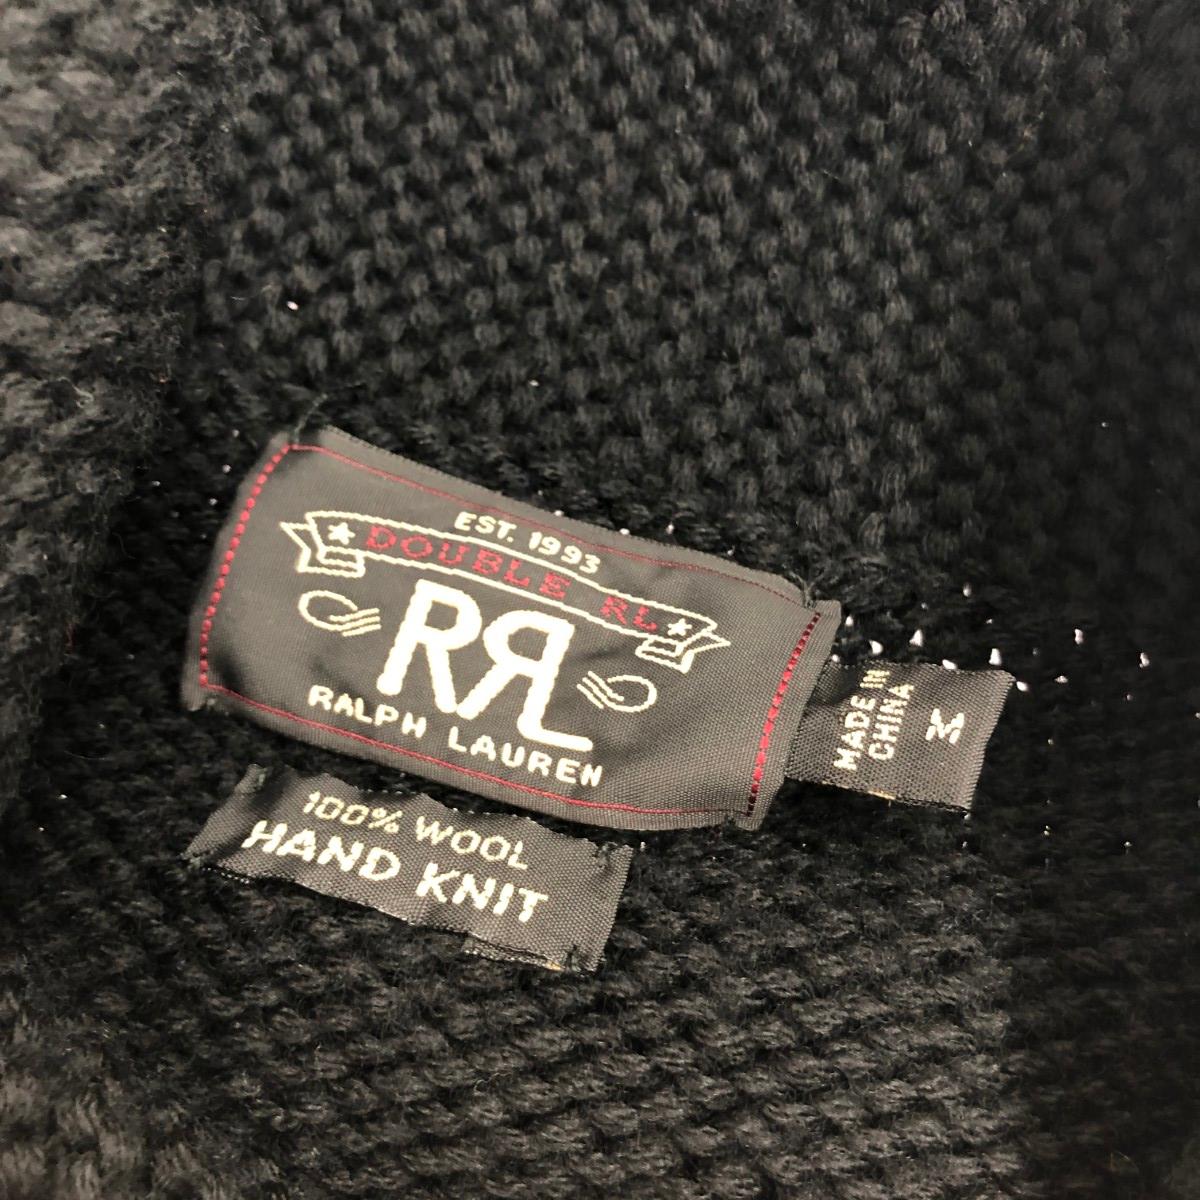 EST. 1993
DOUBLE RL
RRL
RALPH LAUREN
MADE IN
CHINA
M
100% WOOL
HAND KNIT